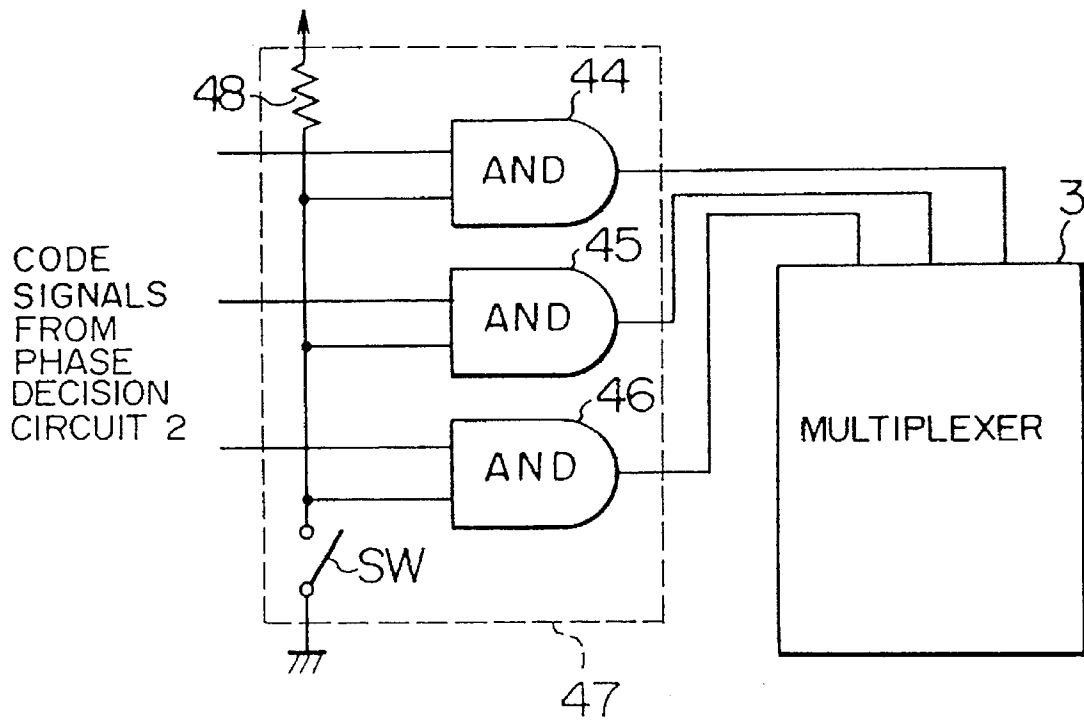 48
44
AND
3
CODE
SIGNALS
FROM
PHASE
DECISION
CIRCUIT 2
45
AND
46
AND
MULTIPLEXER
SW
47